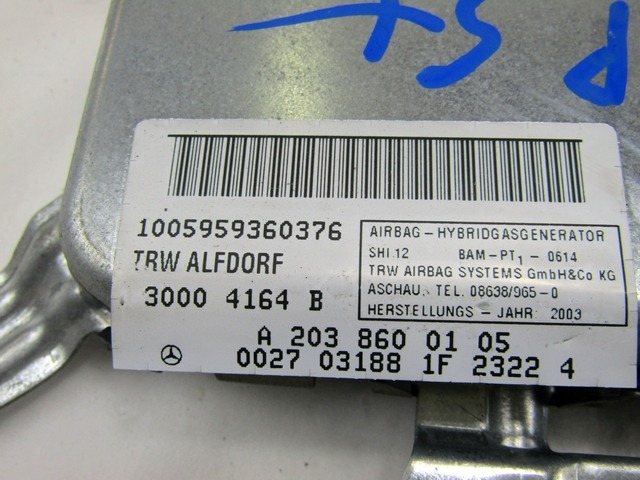 1005959360376
TRW ALFDORF
3000 4164 B
AIRBAG - HYBRIDGASGENERATOR
SHI.12 BAM-PT1 - 0614
TRW AIRBAG SYSTEMS GmbH&Co KG
ASCHAU. TEL. 08638/965-0
HERSTELLUNGS - JAHR: 2003
A 203 860 01 05
0027 03188 1F 2322 4